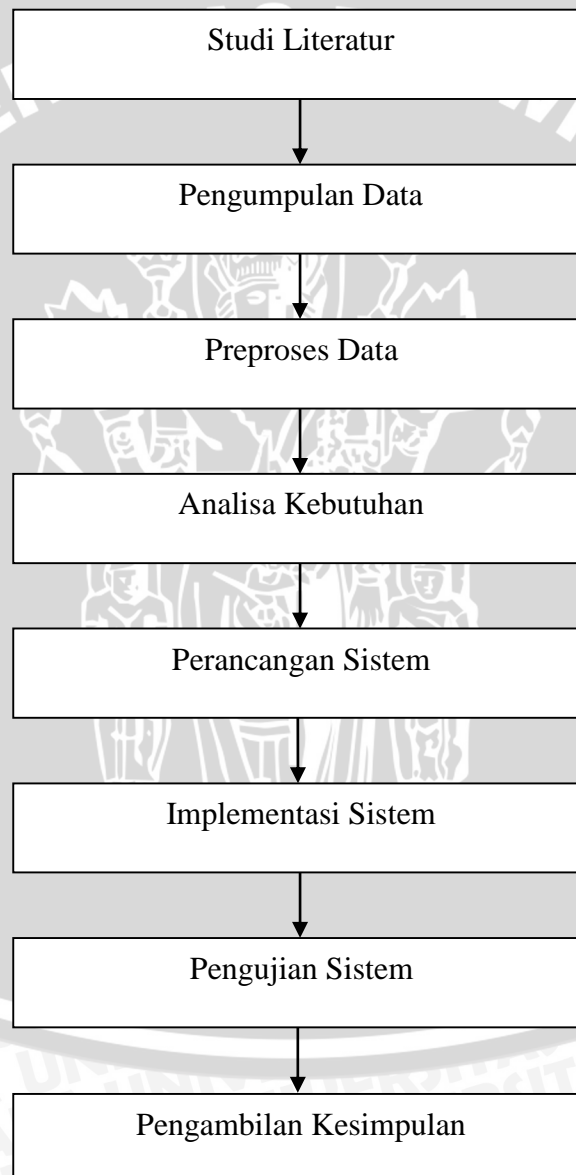 Studi Literatur
Pengumpulan Data
Preproses Data
Analisa Kebutuhan
Perancangan Sistem
Implementasi Sistem
Pengujian Sistem
Pengambilan Kesimpulan